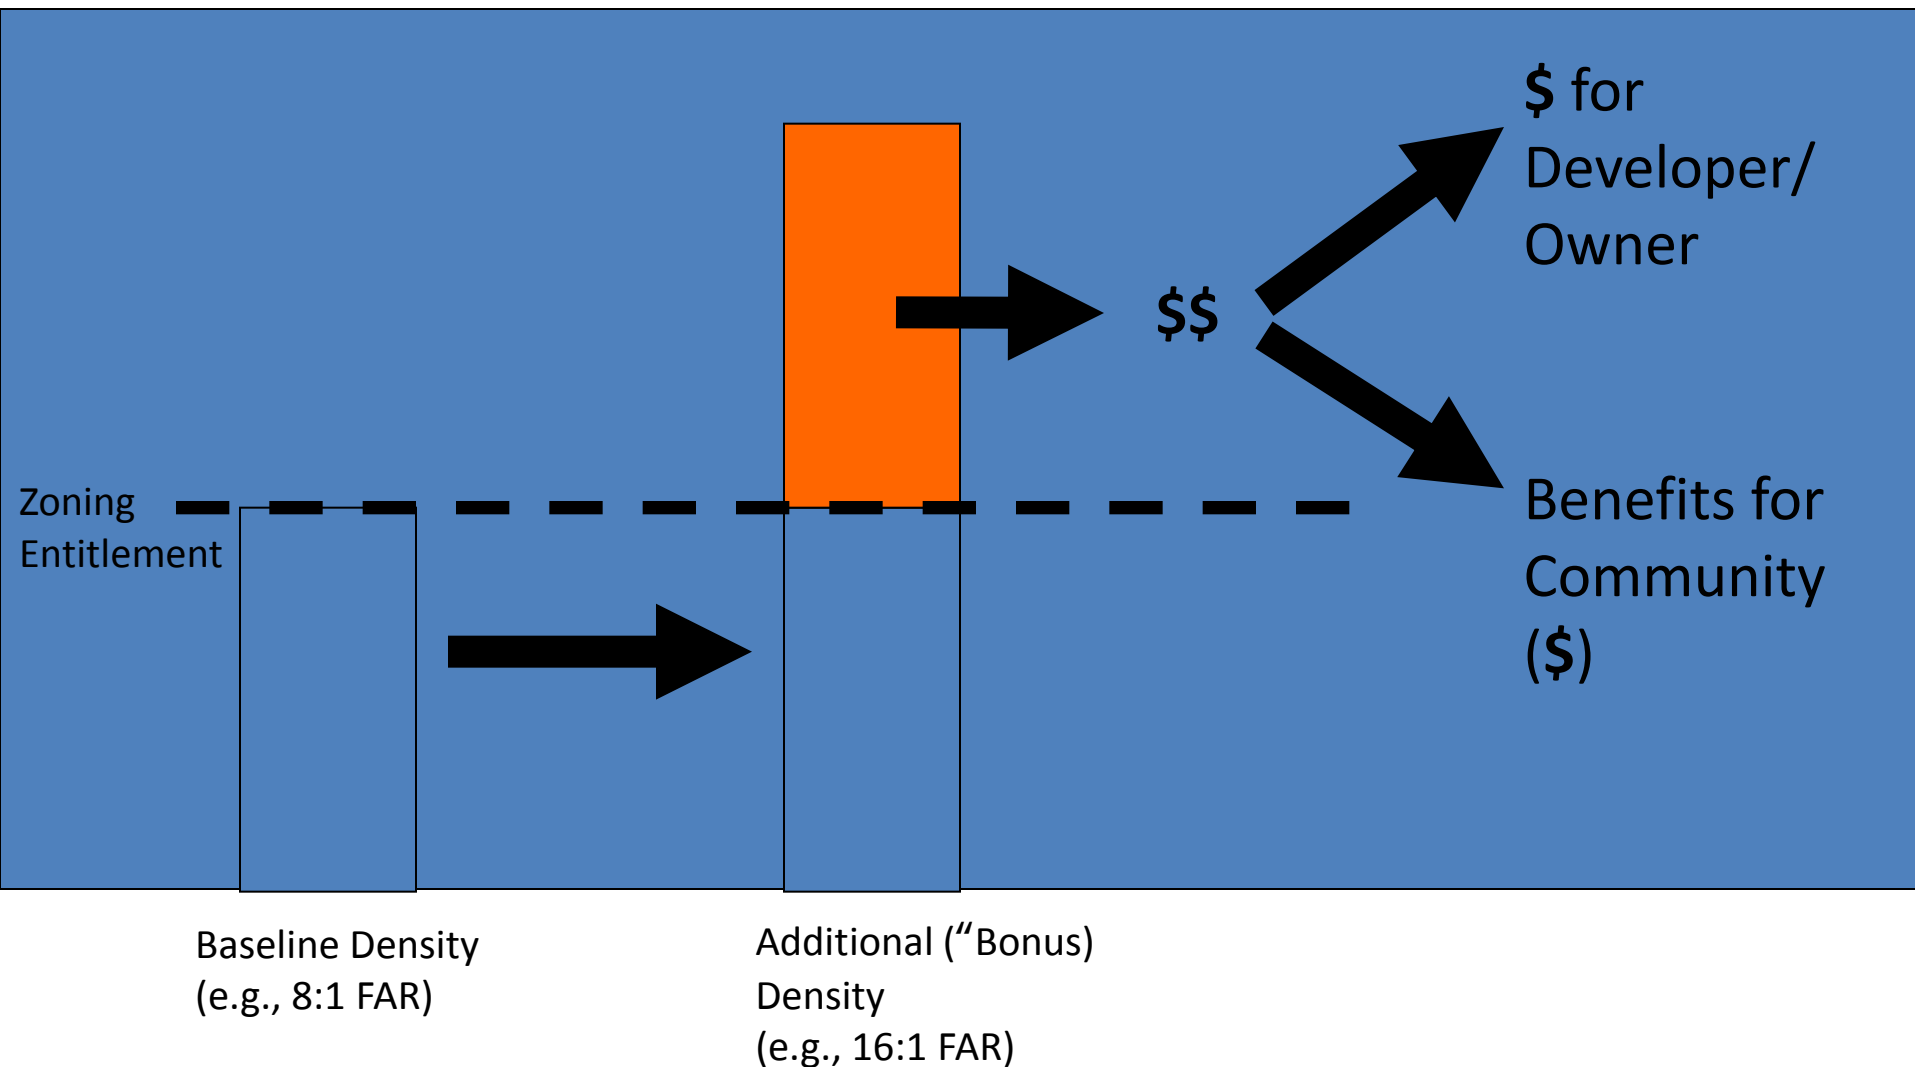 $ for
Developer/
Owner
$$
Zoning
Entitlement
Benefits for
Community
($)
Baseline Density
(e.g., 8:1 FAR)
Additional (“Bonus)
Density
(e.g., 16:1 FAR)